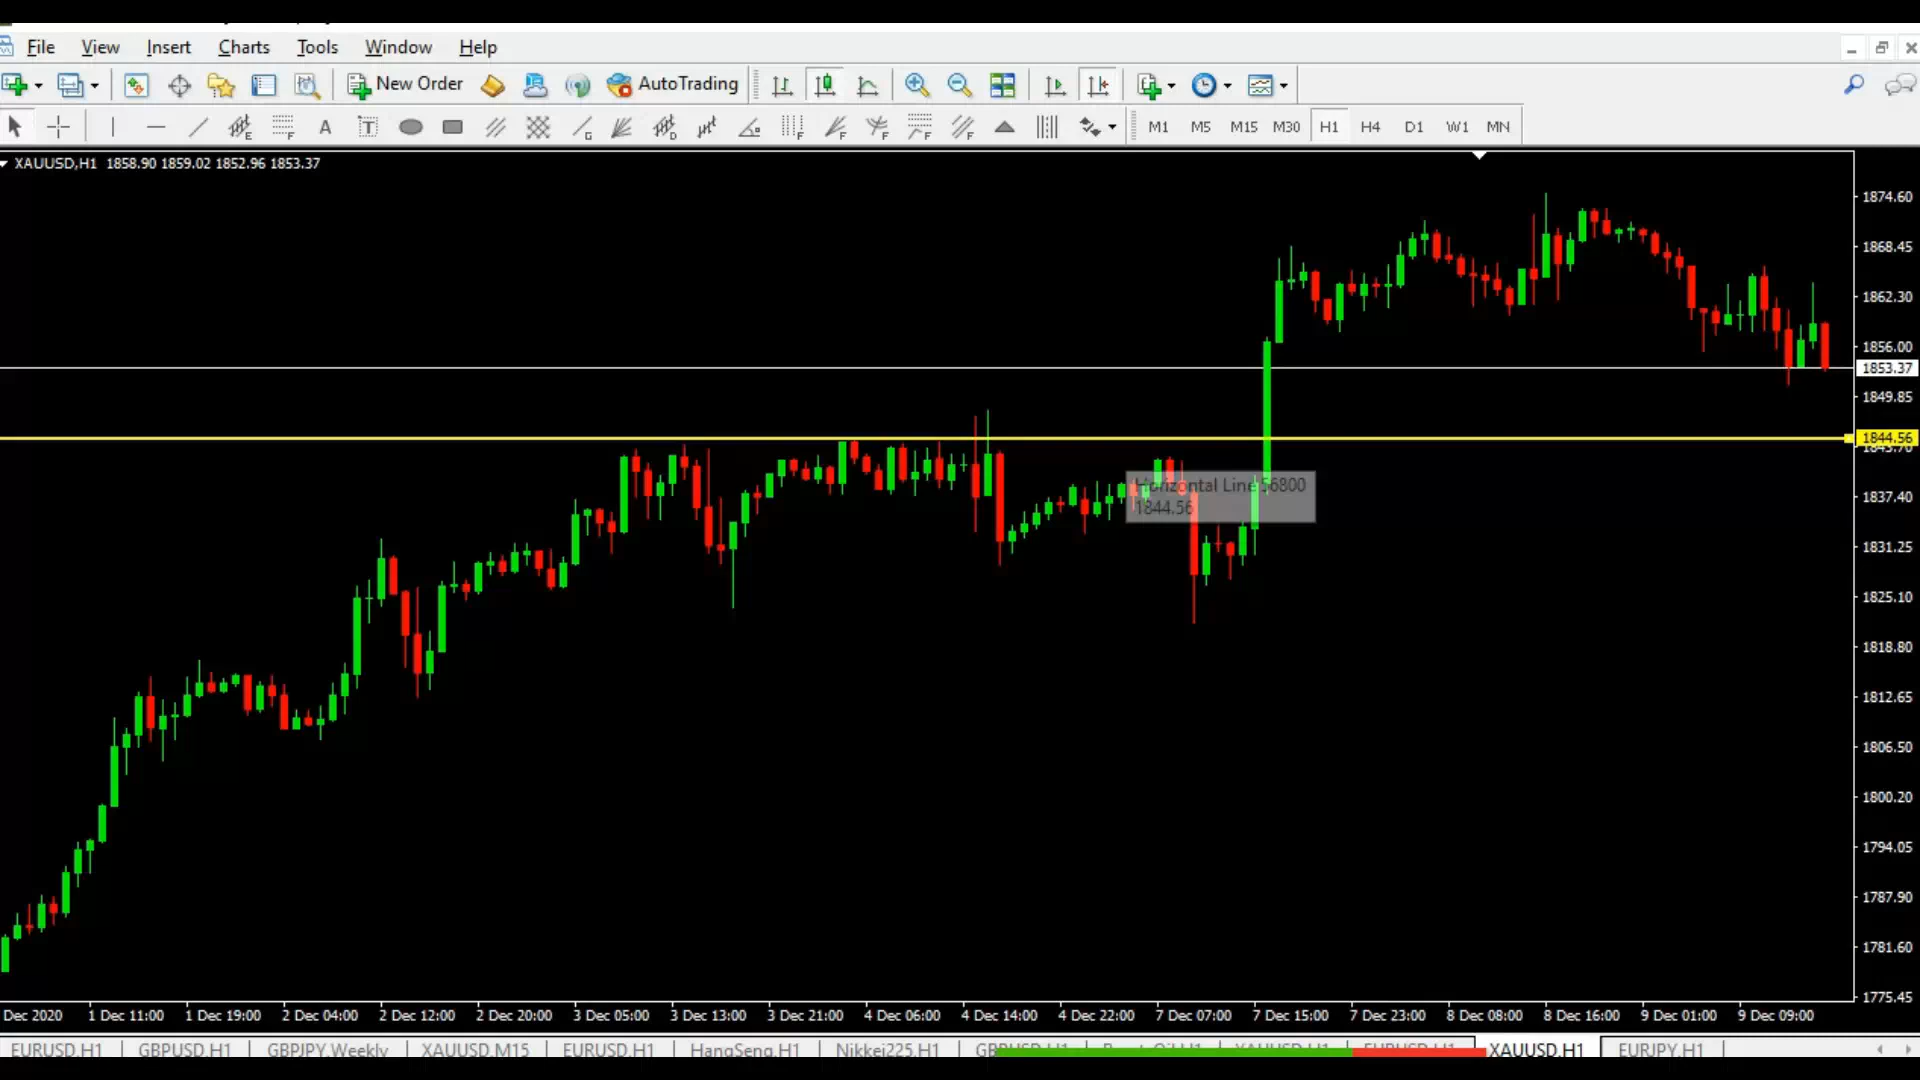 File View Insert Charts Tools Window Help
New Order AutoTrading
A T M1 M5 M15 M30 H1 H4 D1 W1 MN
XAUUSD,H1 1858.90 1859.02 1852.96 1853.37
1874.60
1868.45
1862.30
1856.00
1853.37
1849.85
1844.56
1843.70
Horizontal Line 56800
1844.56
1837.40
1831.25
1825.10
1818.80
1812.65
1806.50
1800.20
1794.05
1787.90
1781.60
1775.45
Dec 2020 1 Dec 11:00 1 Dec 19:00 2 Dec 04:00 2 Dec 12:00 2 Dec 20:00 3 Dec 05:00 3 Dec 13:00 3 Dec 21:00 4 Dec 06:00 4 Dec 14:00 4 Dec 22:00 7 Dec 07:00 7 Dec 15:00 7 Dec 23:00 8 Dec 08:00 8 Dec 16:00 9 Dec 01:00 9 Dec 09:00
EURUSD,H1 GBPUSD,H1 GBPJPY,Weekly XAUUSD,M15 EURUSD,H1 HangSeng,H1 Nikkei225,H1 XAUUSD,H1 EURUSD,H1 XAUUSD,H1 EURJPY,H1